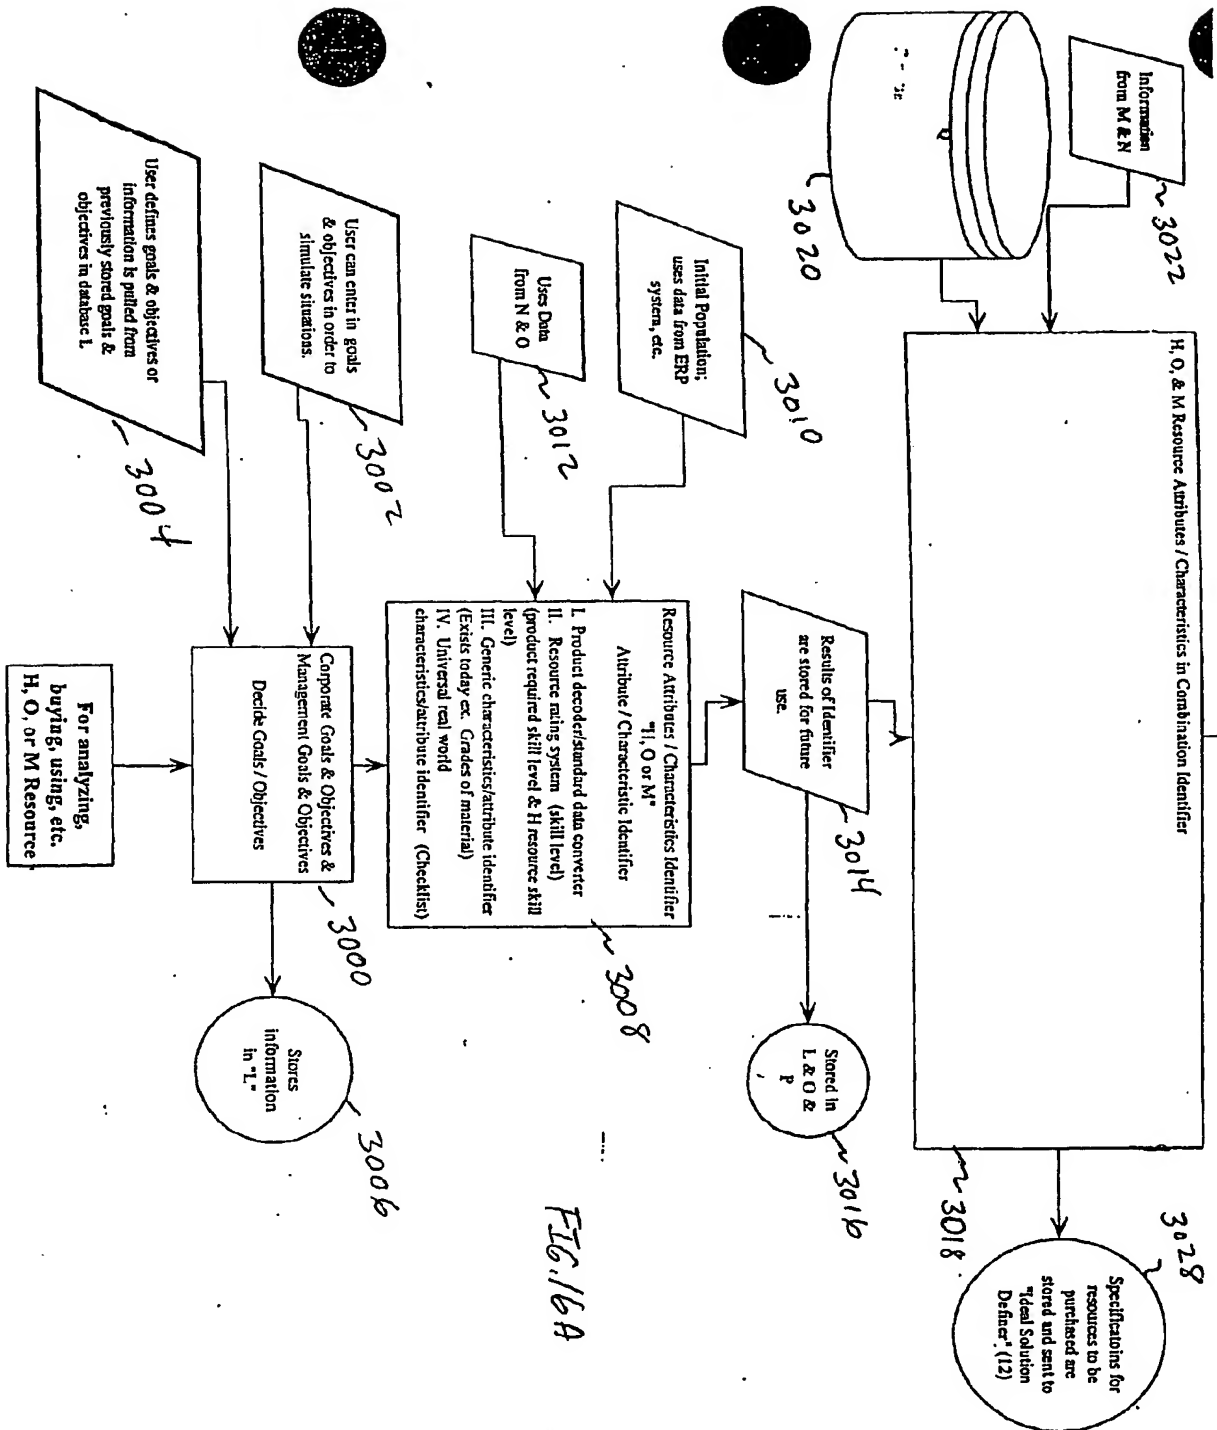 Information
from M & N
3022
Q
3020
H, O, & M Resource Attributes / Characteristics in Combination Identifier
3018
3028
Specificatoins for
resources to be
purchased are
stored and sent to
"Ideal Solution
Definer". (12)
Initial Population;
uses data from ERP
system, etc.
3010
Results of Identifier
are stored for future
use.
3014
Stored in
L & O &
P
3016
Uses Data
from N & O
3012
Resource Attributes / Characteristics Identifier
"H, O or M"
Attribute / Characteristic Identifier
I. Product decoder/standard data converter
II. Resource rating system (skill level)
(product required skill level & H resource skill
level)
III. Generic characteristics/attribute identifier
(Exists today ex. Grades of material)
IV. Universal real world
characteristics/attribute identifier (Checklist)
3008
User can enter in goals
& objectives in order to
simulate situations.
3002
User defines goals & objectives or
information is pulled from
previously stored goals &
objectives in database L
3004
Corporate Goals & Objectives &
Management Goals & Objectives
Decide Goals / Objectives
3000
Stores
information
in "L"
3006
For analyzing,
buying, using, etc.
H, O, or M Resource
FIG. 16A